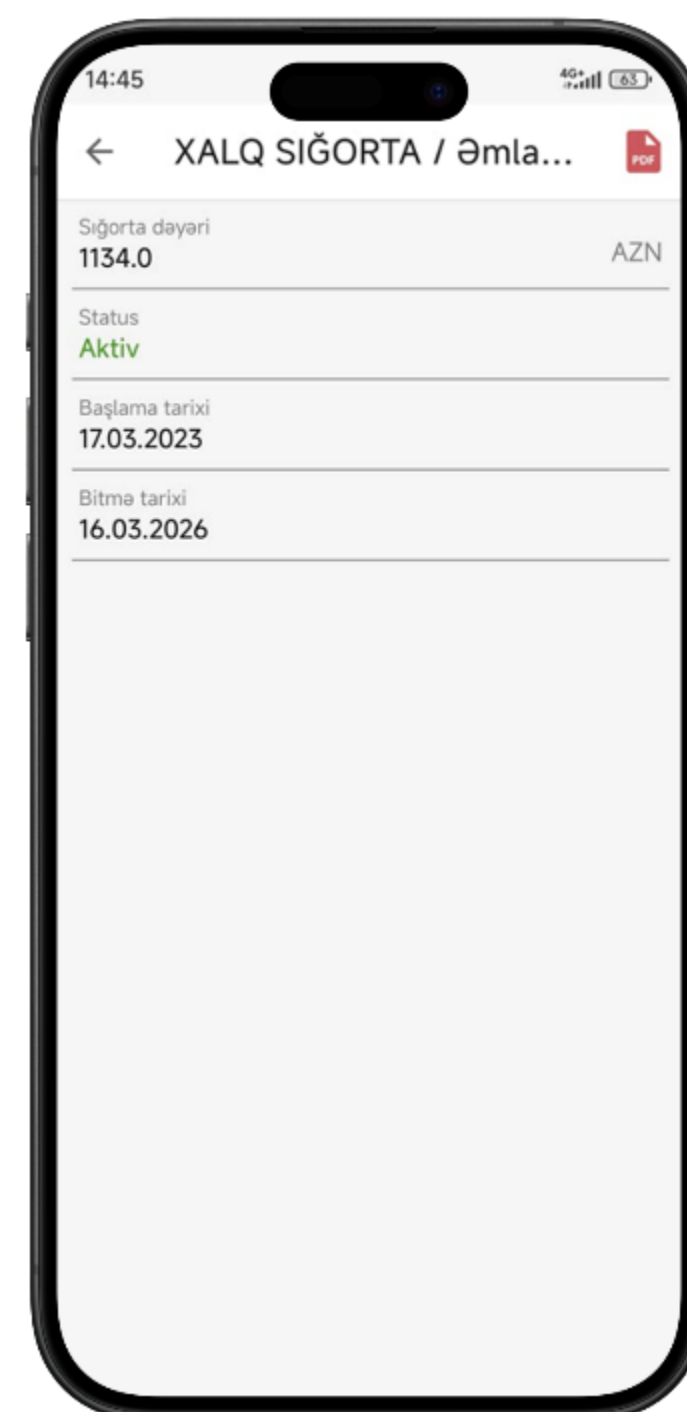 14:45
4G+
63
XALQ SIĞORTA / Əmla...
PDF
Sığorta dəyəri
1134.0
AZN
Status
Aktiv
Başlama tarixi
17.03.2023
Bitmə tarixi
16.03.2026